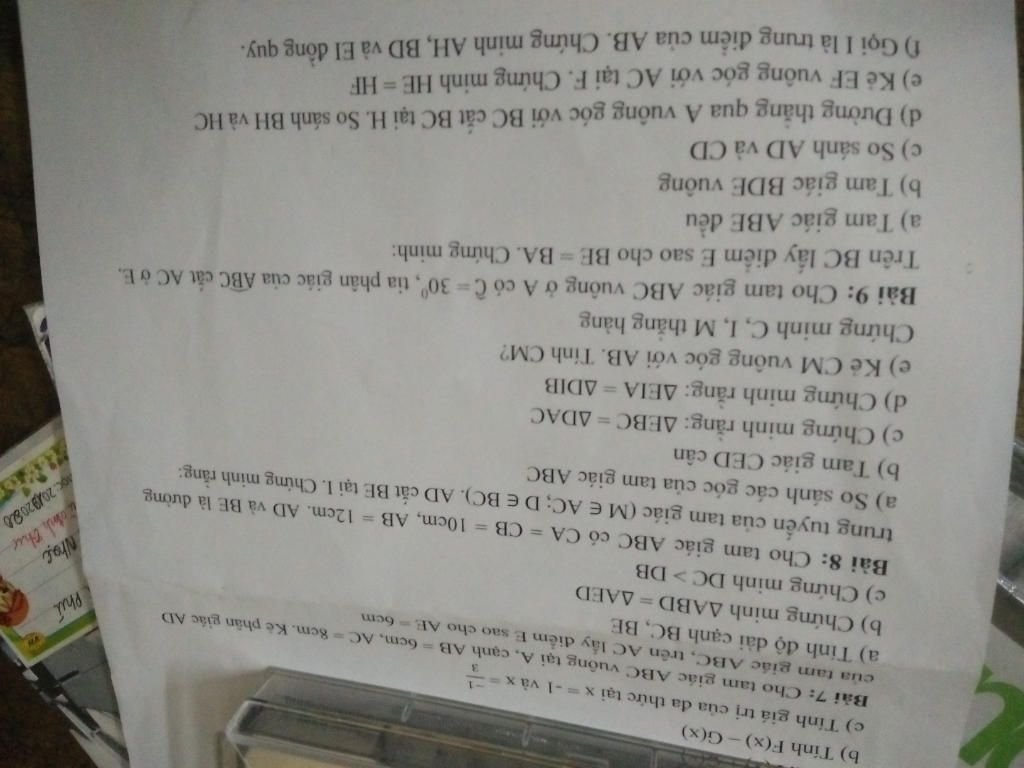 b) Tính F(x) – G(x)
c) Tính giá trị của đa thức tại x = -1 và x = −1/3
Bài 7: Cho tam giác ABC vuông tại A, cạnh AB = 6cm, AC = 8cm. Kẻ phân giác AD
của tam giác ABC, trên AC lấy điểm E sao cho AE = 6cm
a) Tính độ dài cạnh BC, BE
b) Chứng minh ΔABD = ΔAED
c) Chứng minh DC > DB
Bài 8: Cho tam giác ABC có CA = CB = 10cm, AB = 12cm. AD và BE là đường
trung tuyến của tam giác (M ∈ AC; D ∈ BC). AD cắt BE tại I. Chứng minh rằng:
a) So sánh các góc của tam giác ABC
b) Tam giác CED cân
c) Chứng minh rằng: ΔEBC = ΔDAC
d) Chứng minh rằng: ΔEIA = ΔDIB
e) Kẻ CM vuông góc với AB. Tính CM?
Chứng minh C, I, M thẳng hàng
Bài 9: Cho tam giác ABC vuông ở A có Ĉ = 30⁰, tia phân giác của ABC cắt AC ở E.
Trên BC lấy điểm E sao cho BE = BA. Chứng minh:
a) Tam giác ABE đều
b) Tam giác BDE vuông
c) So sánh AD và CD
d) Đường thẳng qua A vuông góc với BC cắt BC tại H. So sánh BH và HC
e) Kẻ EF vuông góc với AC tại F. Chứng minh HE = HF
f) Gọi I là trung điểm của AB. Chứng minh AH, BD và EI đồng quy.
Phú
Nhạc